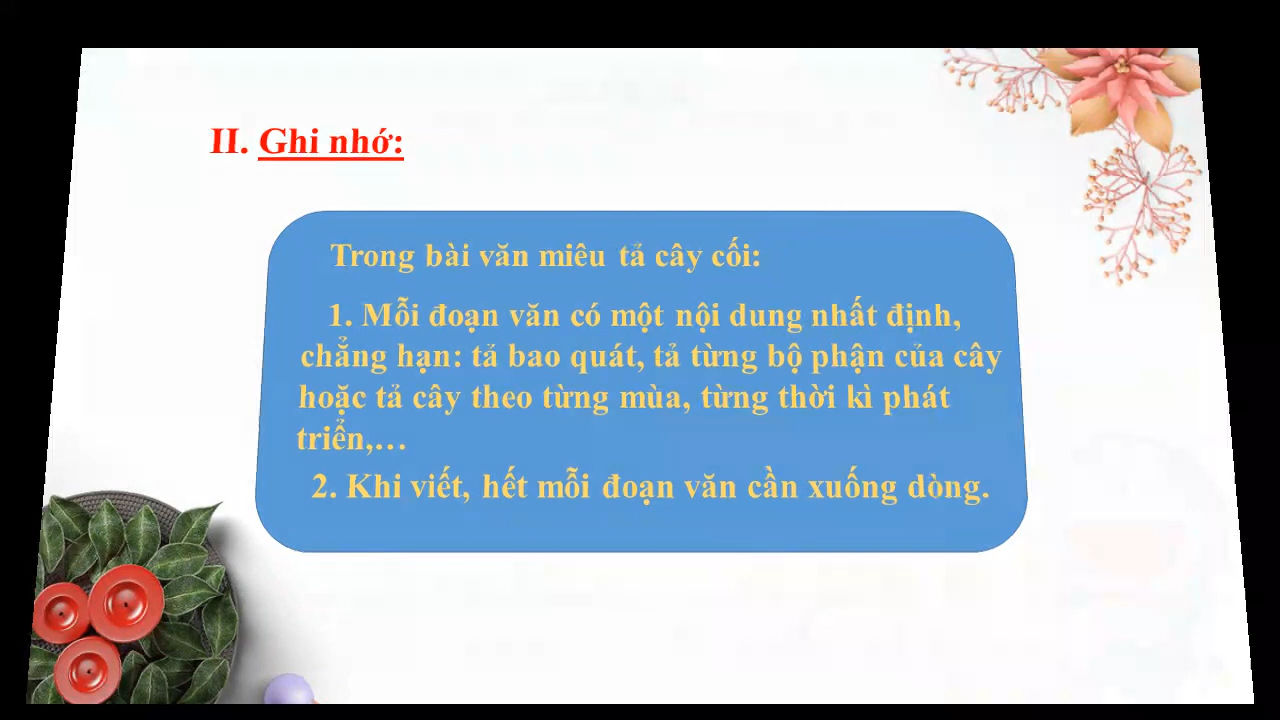 II. Ghi nhớ:
Trong bài văn miêu tả cây cối:
1. Mỗi đoạn văn có một nội dung nhất định,
chẳng hạn: tả bao quát, tả từng bộ phận của cây
hoặc tả cây theo từng mùa, từng thời kì phát
triển,...
2. Khi viết, hết mỗi đoạn văn cần xuống dòng.